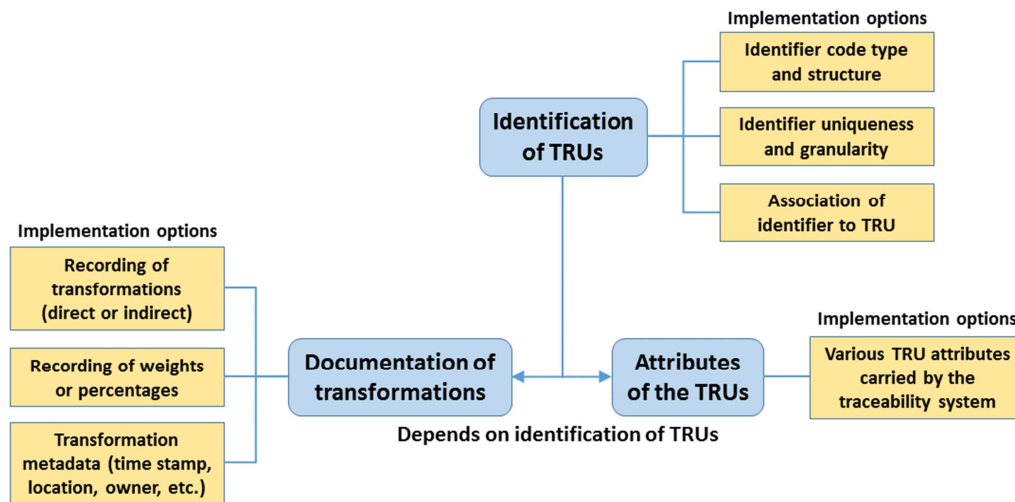 Implementation options
Identifier code type
and structure
Identification
of TRUs
Identifier uniqueness
and granularity
Association of
identifier to TRU
Implementation options
Recording of
transformations
(direct or indirect)
Recording of weights
or percentages
Transformation
metadata (time stamp,
location, owner, etc.)
Documentation of
transformations
Attributes
of the TRUs
Depends on identification of TRUs
Implementation options
Various TRU attributes
carried by the
traceability system